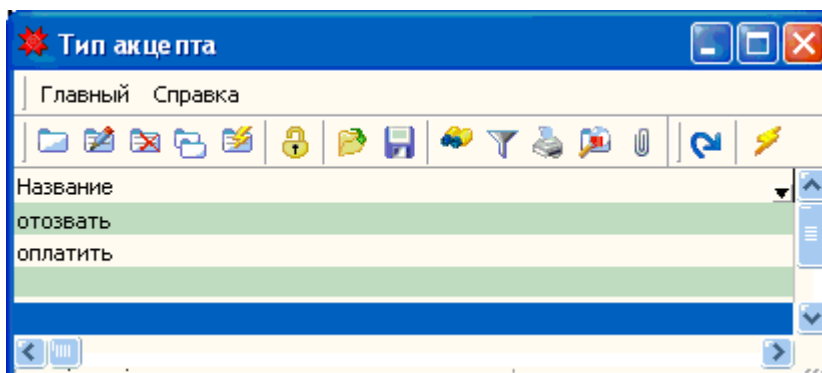 Тип акцепта
Главный Справка
Название
отозвать
оплатить